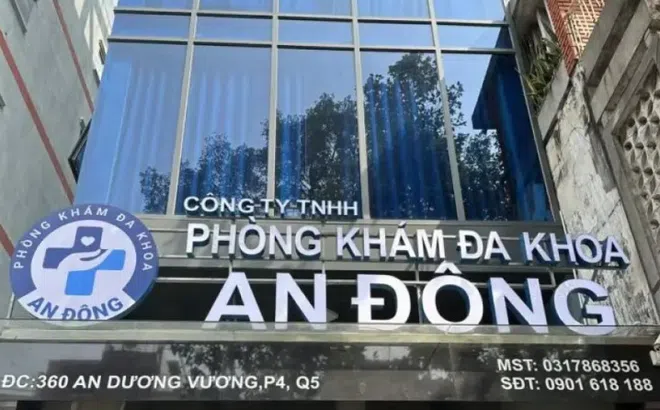 CÔNG TY TNHH
PHÒNG KHÁM ĐA KHOA
AN ĐÔNG
PHÒNG KHÁM ĐA KHOA
AN ĐÔNG
MST: 0317868356
ĐC:360 AN DƯƠNG VƯƠNG,P4, Q5
SĐT: 0901 618 188